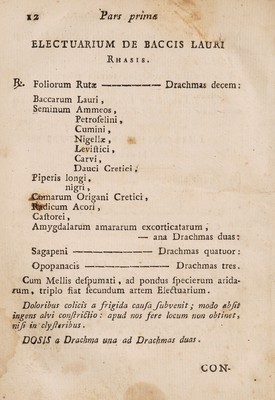 12 Pars prima
ELECTUARIUM DE BACCIS LAURI
RHASIS.
℞. Foliorum Rutæ ———— Drachmas decem:
Baccarum Lauri,
Seminum Ammeos,
Petroſelini,
Cumini,
Nigellæ,
Leviſtici,
Carvi,
Dauci Cretici,
Piperis longi,
nigri,
Comarum Origani Cretici,
Radicum Acori,
Caſtorei,
Amygdalarum amararum excorticatarum,
— ana Drachmas duas:
Sagapeni ———— Drachmas quatuor:
Opopanacis ———— Drachmas tres.
Cum Mellis deſpumati, ad pondus ſpecierum arida-
rum, triplo fiat ſecundum artem Electuarium.
Doloribus colicis a frigida cauſa ſubvenit; modo abſit
ingens alvi conſtrictio: apud nos fere locum non obtinet,
niſi in clyſteribus.
DOSIS a Drachma una ad Drachmas duas.
CON-